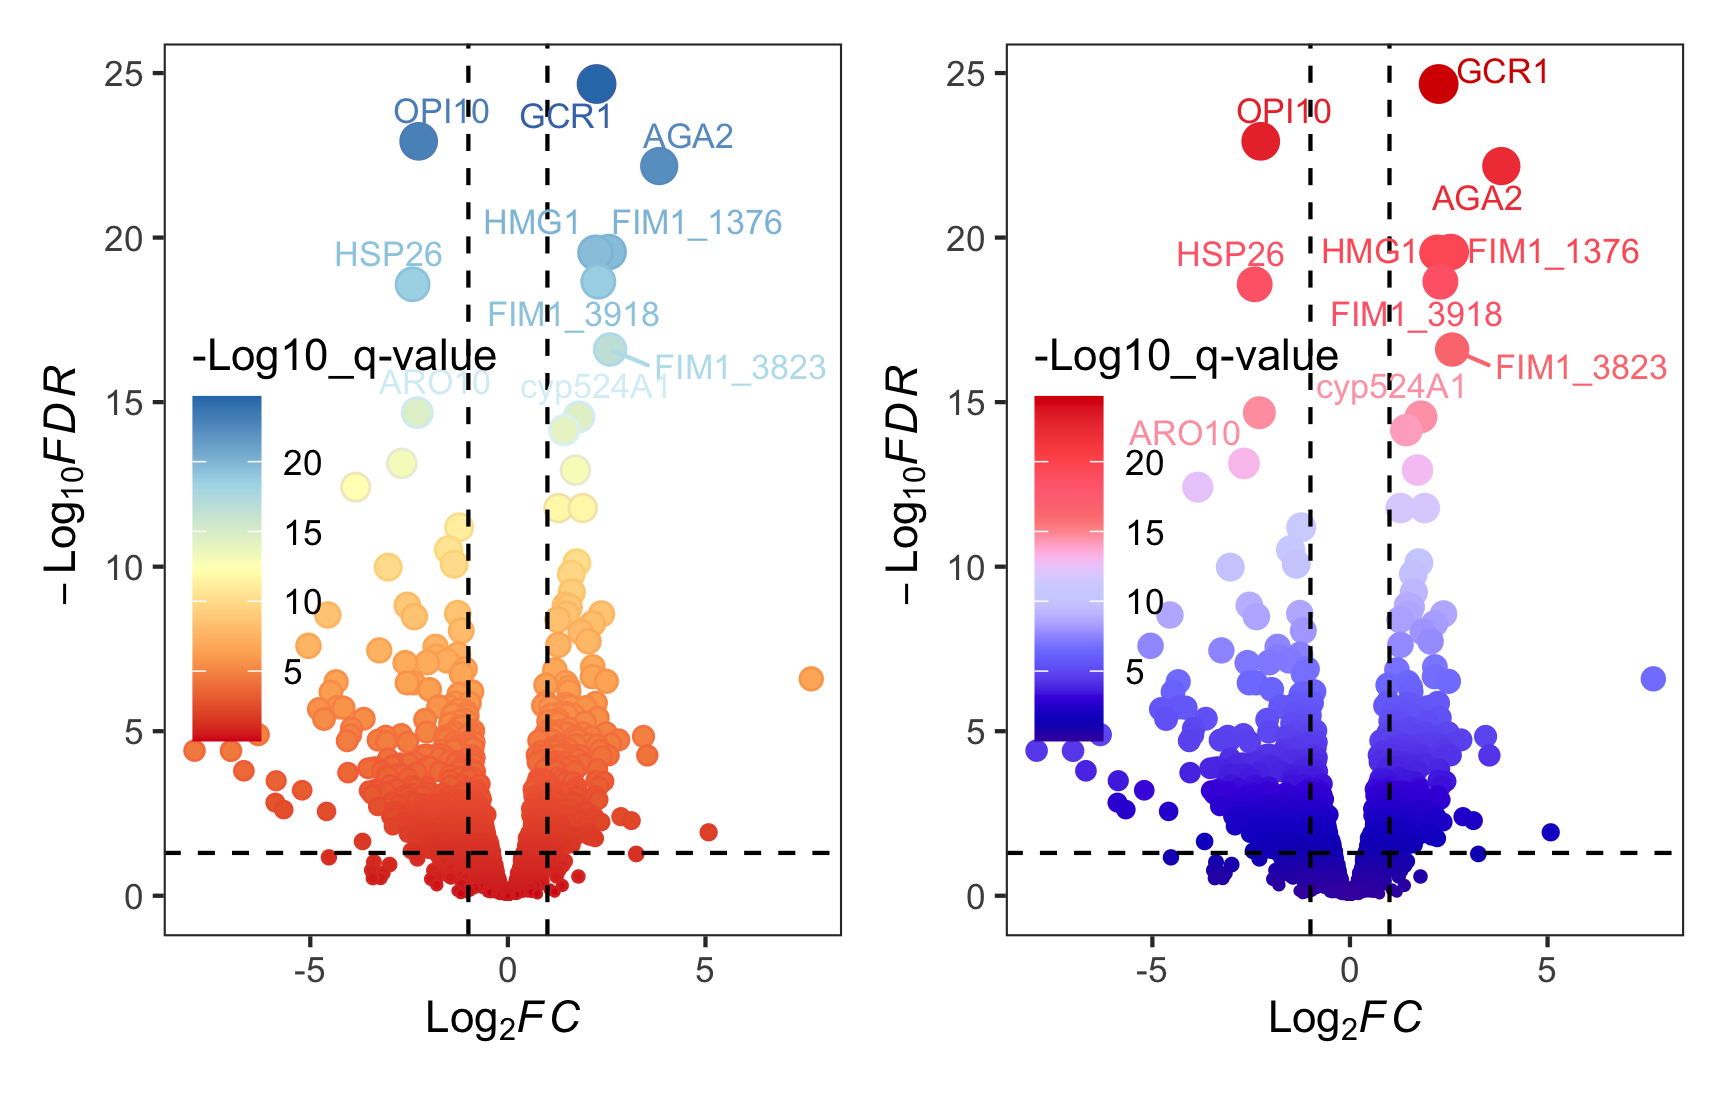 25
20
15
10
5
0
-5
0
5
Log2FC
−Log10FDR
OPI10
GCR1
AGA2
HMG1
FIM1_1376
HSP26
FIM1_3918
FIM1_3823
ARO10
cyp524A1
-Log10_q-value
20
15
10
5
25
20
15
10
5
0
-5
0
5
Log2FC
−Log10FDR
GCR1
OPI10
AGA2
HSP26
HMG1
FIM1_1376
FIM1_3918
FIM1_3823
cyp524A1
ARO10
-Log10_q-value
20
15
10
5